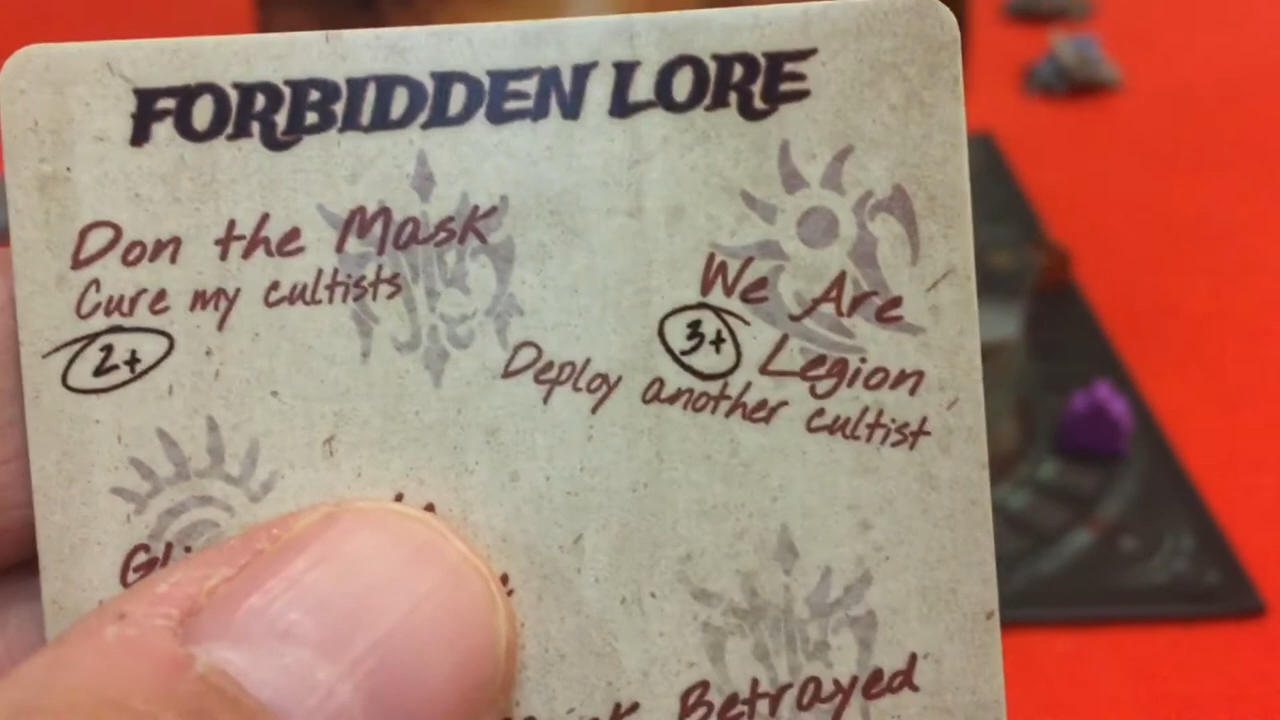 FORBIDDEN LORE
Don the Mask
Cure my cultists
2+
We Are
3+ Legion
Deploy another cultist
Betrayed